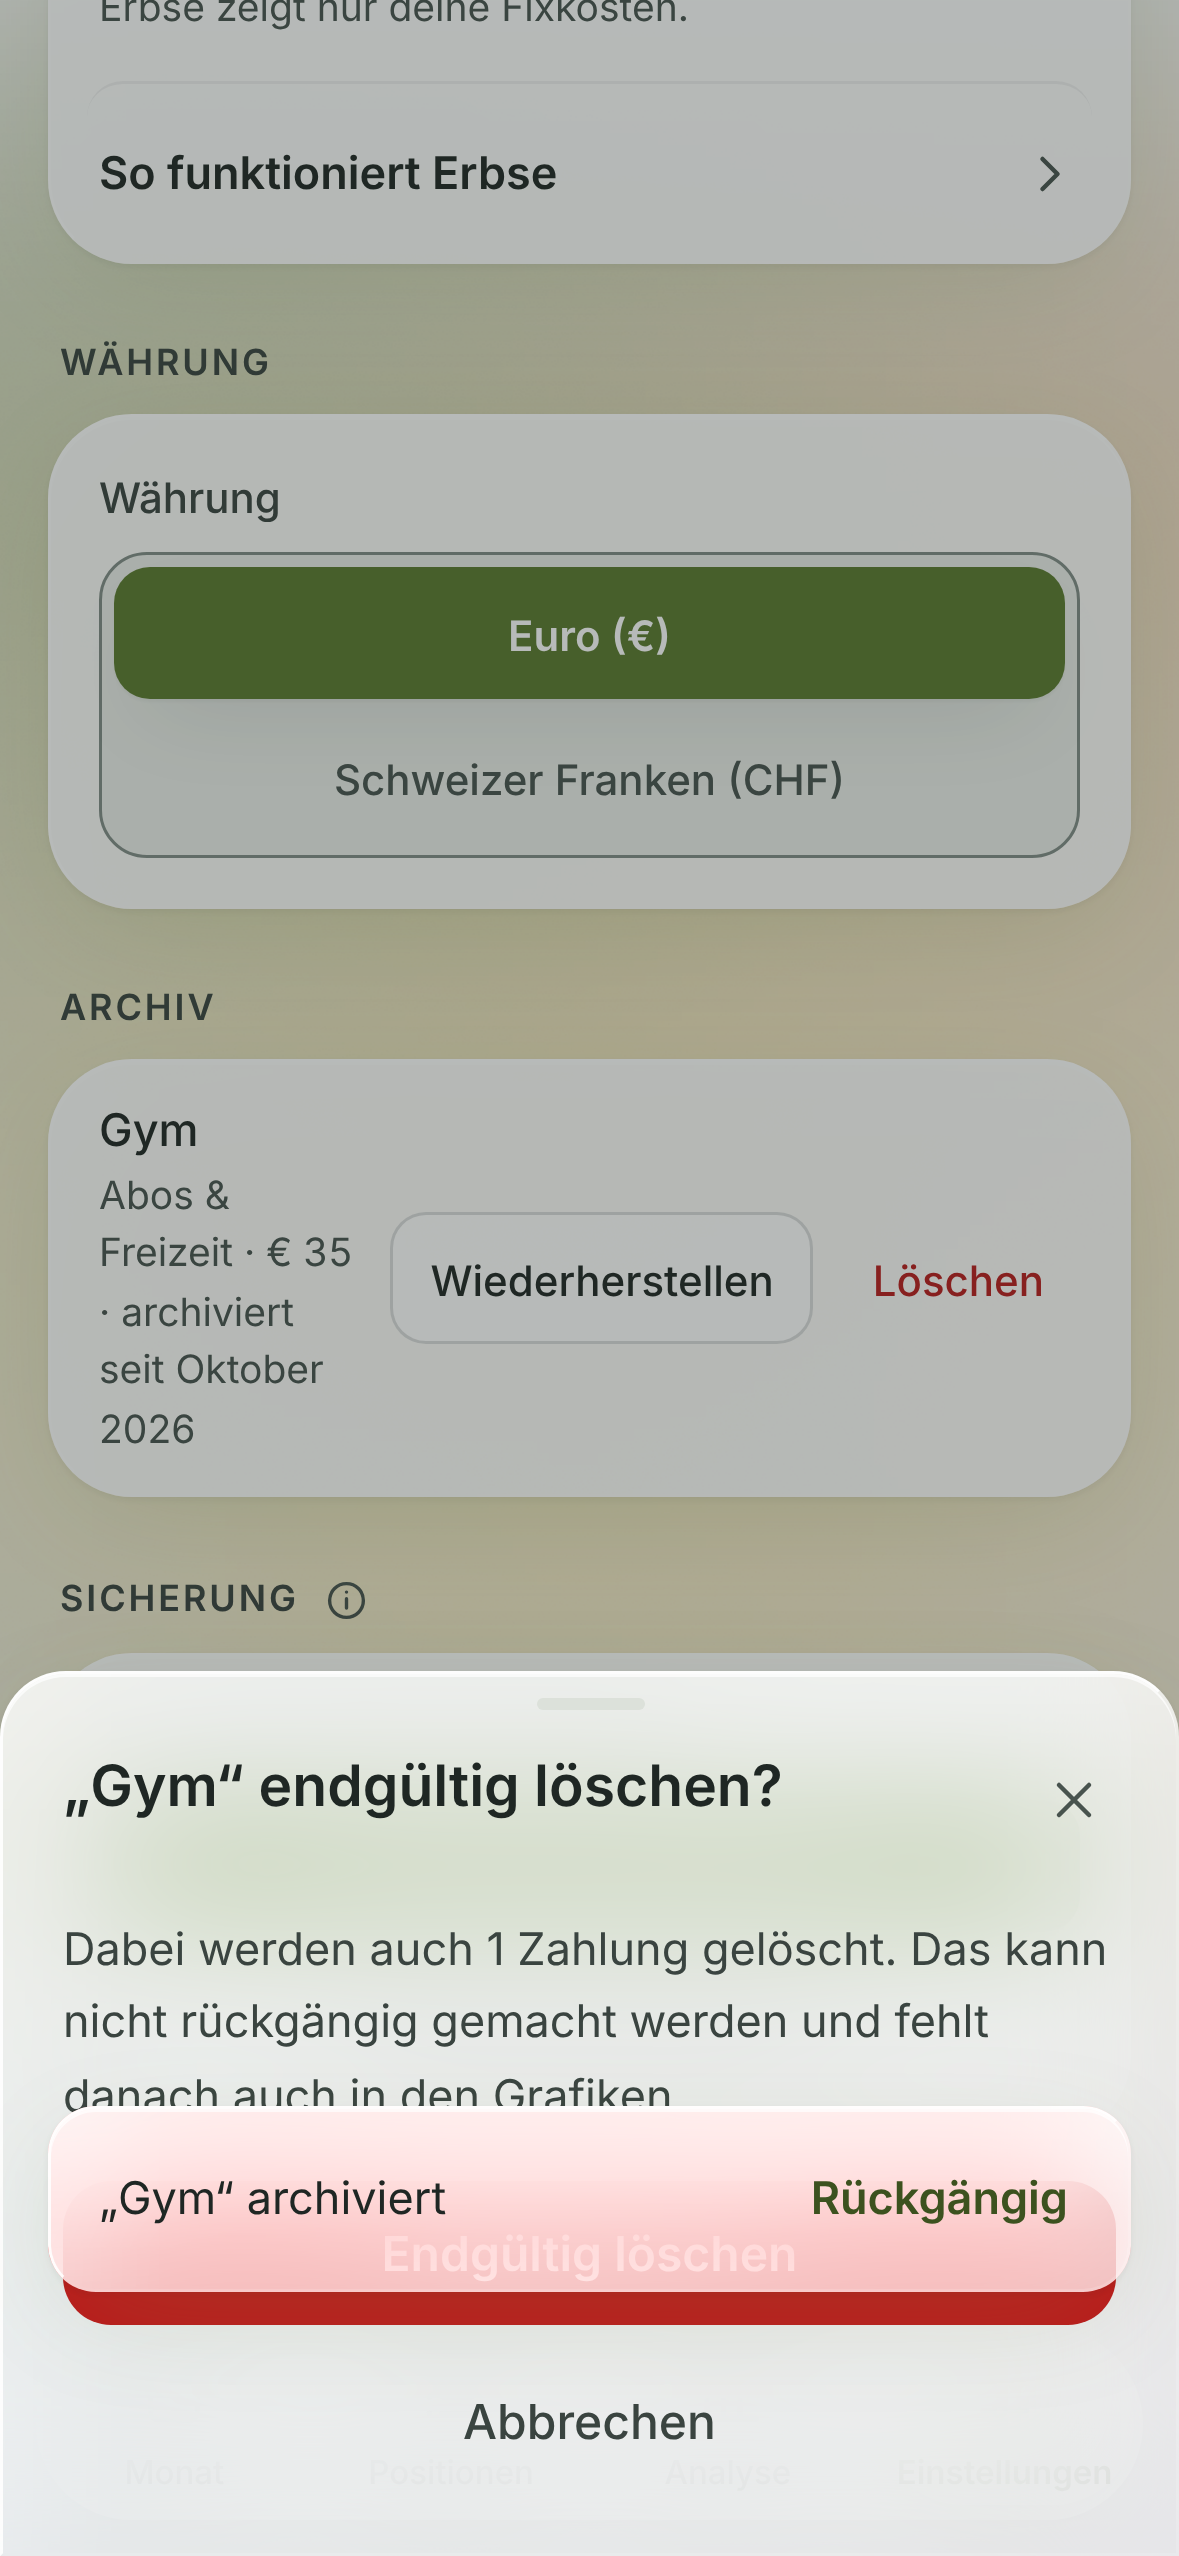 Erbse zeigt nur deine Fixkosten.
So funktioniert Erbse
WÄHRUNG
Währung
Euro (€)
Schweizer Franken (CHF)
ARCHIV
Gym
Abos &
Freizeit · € 35
· archiviert
seit Oktober
2026
Wiederherstellen
Löschen
SICHERUNG
„Gym“ endgültig löschen?
Dabei werden auch 1 Zahlung gelöscht. Das kann
nicht rückgängig gemacht werden und fehlt
danach auch in den Grafiken
„Gym“ archiviert
Rückgängig
Endgültig löschen
Abbrechen
Monat
Positionen
Analyse
Einstellungen